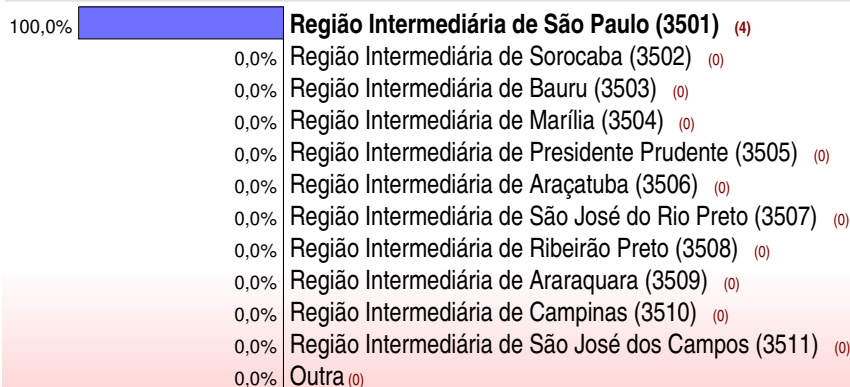 100,0% Região Intermediária de São Paulo (3501) (4)
0,0% Região Intermediária de Sorocaba (3502) (0)
0,0% Região Intermediária de Bauru (3503) (0)
0,0% Região Intermediária de Marília (3504) (0)
0,0% Região Intermediária de Presidente Prudente (3505) (0)
0,0% Região Intermediária de Araçatuba (3506) (0)
0,0% Região Intermediária de São José do Rio Preto (3507) (0)
0,0% Região Intermediária de Ribeirão Preto (3508) (0)
0,0% Região Intermediária de Araraquara (3509) (0)
0,0% Região Intermediária de Campinas (3510) (0)
0,0% Região Intermediária de São José dos Campos (3511) (0)
0,0% Outra (0)